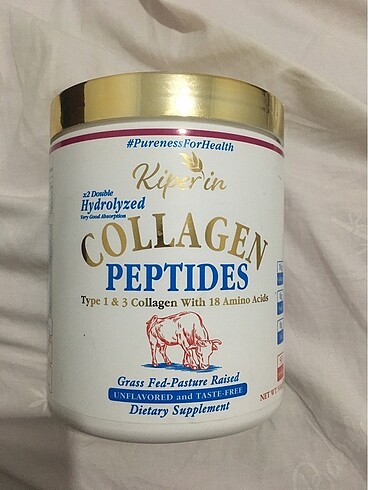 #PurenessForHealth
Kiperin
x2 Double
Hydrolyzed
Very Good Absorption
COLLAGEN
PEPTIDES
Type 1 & 3 Collagen With 18 Amino Acids
Grass Fed-Pasture Raised
UNFLAVORED and TASTE-FREE
Dietary Supplement
NET